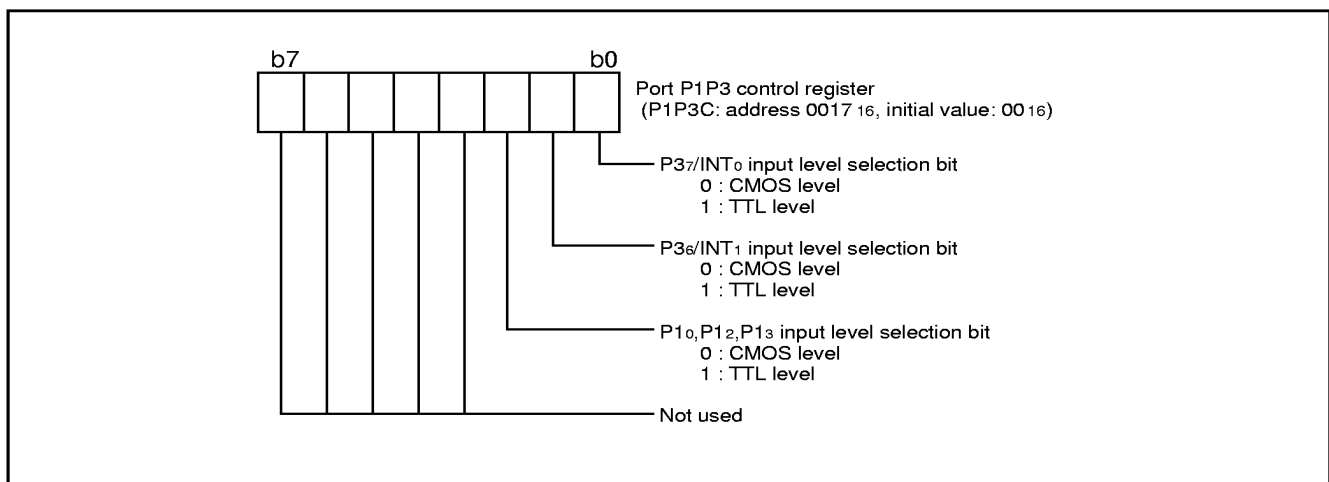 b7 b0
Port P1P3 control register
(P1P3C: address 0017 16, initial value: 00 16)
P37/INT0 input level selection bit
0 : CMOS level
1 : TTL level
P36/INT1 input level selection bit
0 : CMOS level
1 : TTL level
P10,P12,P13 input level selection bit
0 : CMOS level
1 : TTL level
Not used